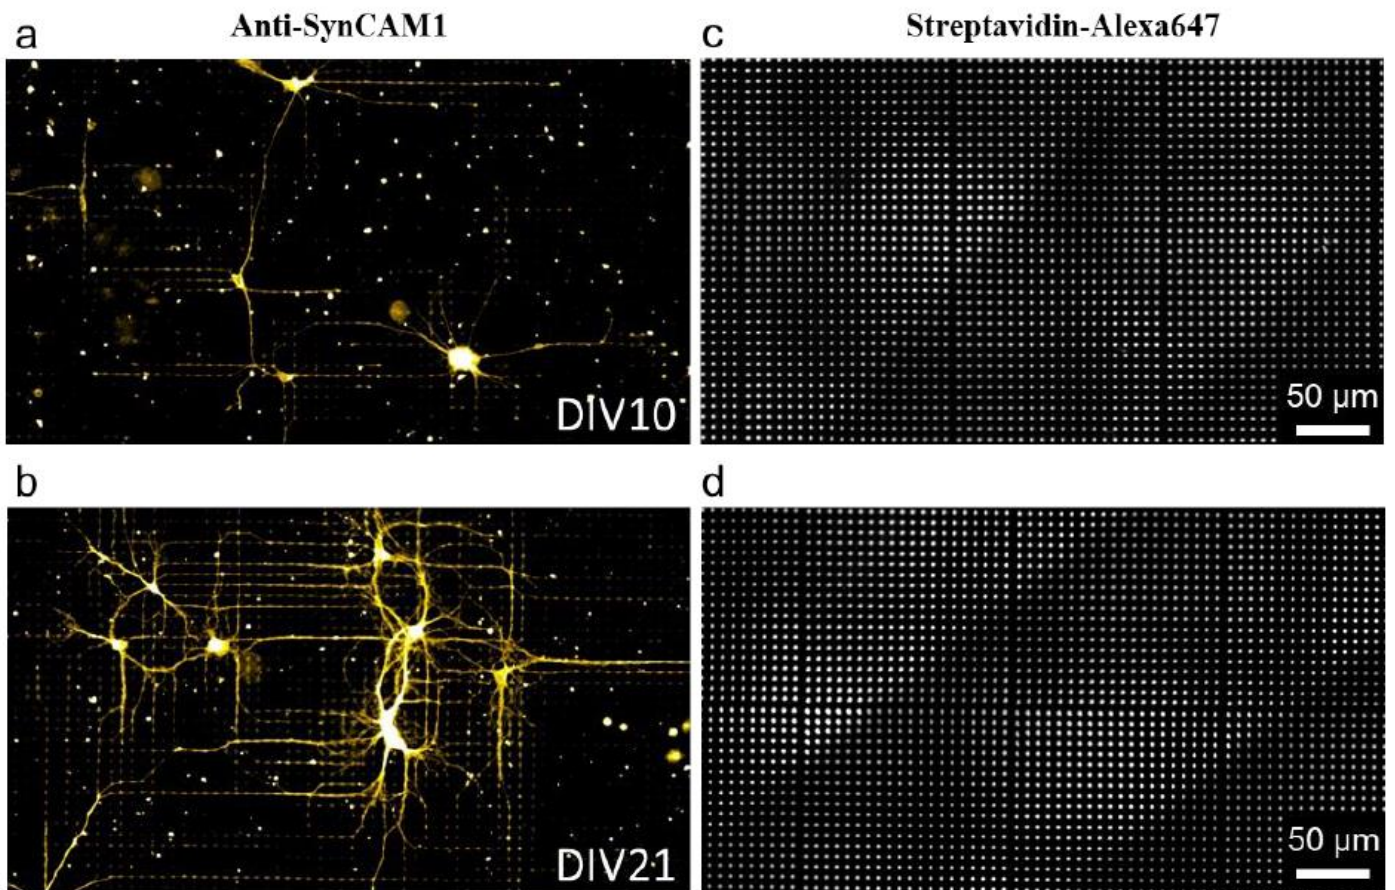 a
Anti-SynCAM1
c
Streptavidin-Alexa647
DIV10
50 μm
b
d
DIV21
50 μm